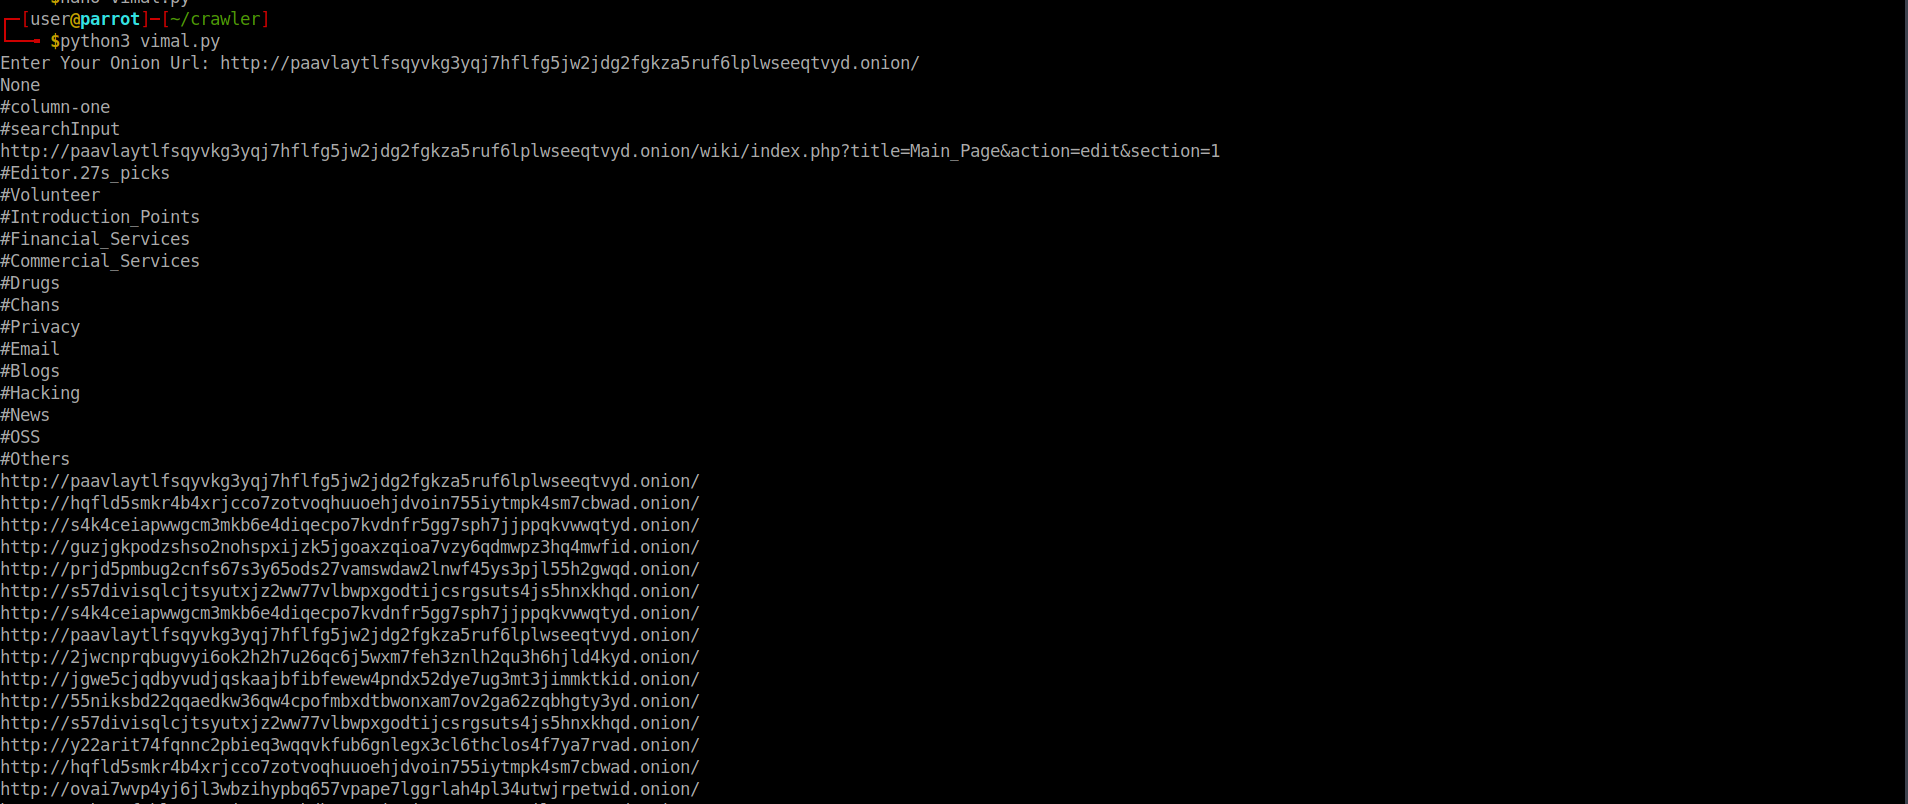 $nano vimal.py
[user@parrot]-[~/crawler]
$python3 vimal.py
Enter Your Onion Url: http://paavlaytlfsqyvkg3yqj7hflfg5jw2jdg2fgkza5ruf6lplwseeqtvyd.onion/
None
#column-one
#searchInput
http://paavlaytlfsqyvkg3yqj7hflfg5jw2jdg2fgkza5ruf6lplwseeqtvyd.onion/wiki/index.php?title=Main_Page&action=edit&section=1
#Editor.27s_picks
#Volunteer
#Introduction_Points
#Financial_Services
#Commercial_Services
#Drugs
#Chans
#Privacy
#Email
#Blogs
#Hacking
#News
#OSS
#Others
http://paavlaytlfsqyvkg3yqj7hflfg5jw2jdg2fgkza5ruf6lplwseeqtvyd.onion/
http://hqfld5smkr4b4xrjcco7zotvoqhuuoehjdvoin755iytmpk4sm7cbwad.onion/
http://s4k4ceiapwwgcm3mkb6e4diqecpo7kvdnfr5gg7sph7jjppqkvwwqtyd.onion/
http://guzjgkpodzshso2nohspxijzk5jgoaxzqioa7vzy6qdmwpz3hq4mwfid.onion/
http://prjd5pmbug2cnfs67s3y65ods27vamswdaw2lnwf45ys3pjl55h2gwqd.onion/
http://s57divisqlcjtsyutxjz2ww77vlbwpxgodtijcsrgsuts4js5hnxkhqd.onion/
http://s4k4ceiapwwgcm3mkb6e4diqecpo7kvdnfr5gg7sph7jjppqkvwwqtyd.onion/
http://paavlaytlfsqyvkg3yqj7hflfg5jw2jdg2fgkza5ruf6lplwseeqtvyd.onion/
http://2jwcnprqbugvyi6ok2h2h7u26qc6j5wxm7feh3znlh2qu3h6hjld4kyd.onion/
http://jgwe5cjqdbyvudjqskaajbfibfewew4pndx52dye7ug3mt3jimmktkid.onion/
http://55niksbd22qqaedkw36qw4cpofmbxdtbwonxam7ov2ga62zqbhgty3yd.onion/
http://s57divisqlcjtsyutxjz2ww77vlbwpxgodtijcsrgsuts4js5hnxkhqd.onion/
http://y22arit74fqnnc2pbieq3wqqvkfub6gnlegx3cl6thclos4f7ya7rvad.onion/
http://hqfld5smkr4b4xrjcco7zotvoqhuuoehjdvoin755iytmpk4sm7cbwad.onion/
http://ovai7wvp4yj6jl3wbzihypbq657vpape7lggrlah4pl34utwjrpetwid.onion/